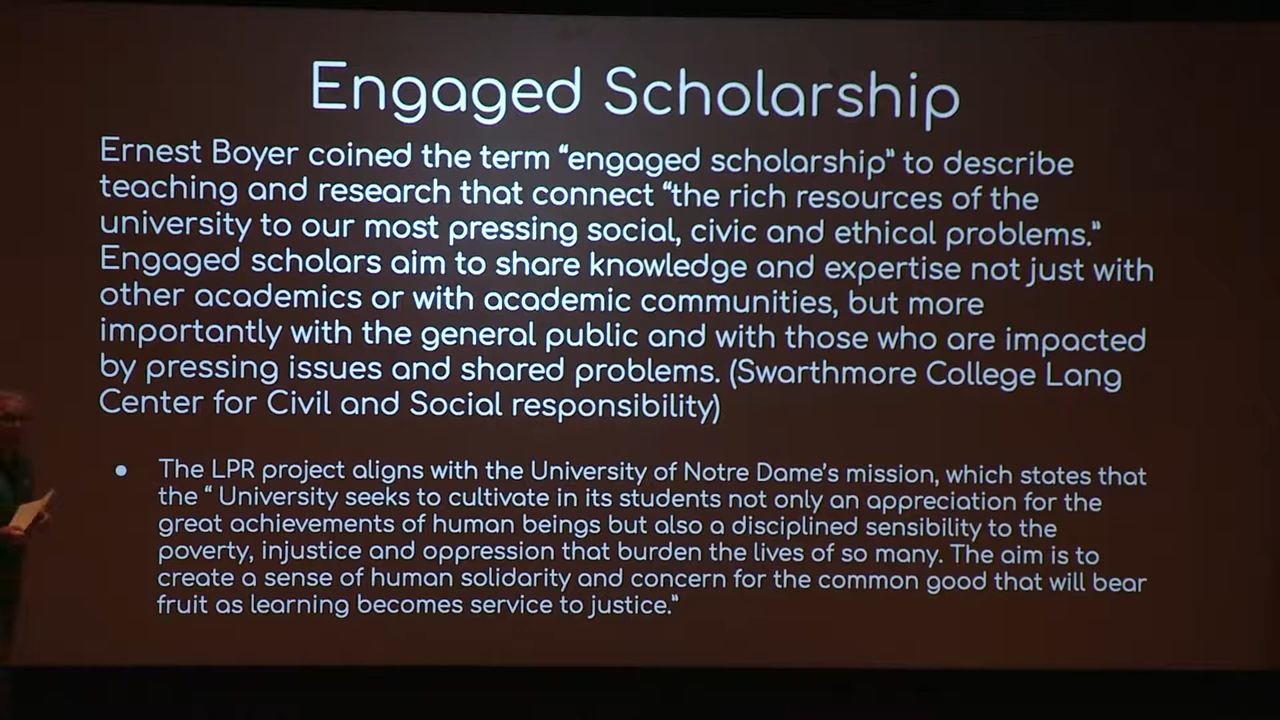 Engaged Scholarship
Ernest Boyer coined the term “engaged scholarship” to describe
teaching and research that connect “the rich resources of the
university to our most pressing social, civic and ethical problems.”
Engaged scholars aim to share knowledge and expertise not just with
other academics or with academic communities, but more
importantly with the general public and with those who are impacted
by pressing issues and shared problems. (Swarthmore College Lang
Center for Civil and Social responsibility)
● The LPR project aligns with the University of Notre Dame’s mission, which states that
the “ University seeks to cultivate in its students not only an appreciation for the
great achievements of human beings but also a disciplined sensibility to the
poverty, injustice and oppression that burden the lives of so many. The aim is to
create a sense of human solidarity and concern for the common good that will bear
fruit as learning becomes service to justice.”